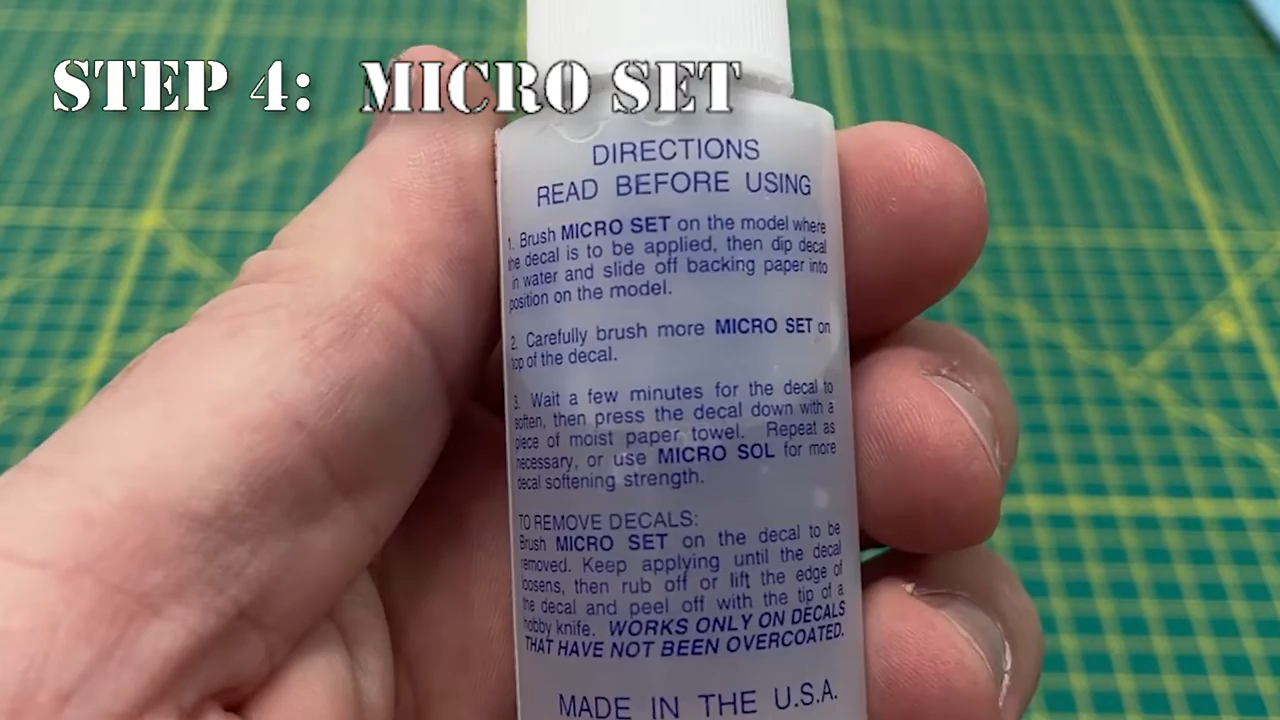 STEP 4: MICRO SET
DIRECTIONS
READ BEFORE USING
1. Brush MICRO SET on the model where
the decal is to be applied, then dip decal
in water and slide off backing paper into
position on the model.
2. Carefully brush more MICRO SET on
top of the decal.
3. Wait a few minutes for the decal to
soften, then press the decal down with a
piece of moist paper towel. Repeat as
necessary, or use MICRO SOL for more
decal softening strength.
TO REMOVE DECALS:
Brush MICRO SET on the decal to be
removed. Keep applying until the decal
loosens, then rub off or lift the edge of
the decal and peel off with the tip of a
hobby knife. WORKS ONLY ON DECALS
THAT HAVE NOT BEEN OVERCOATED.
MADE IN THE U.S.A.